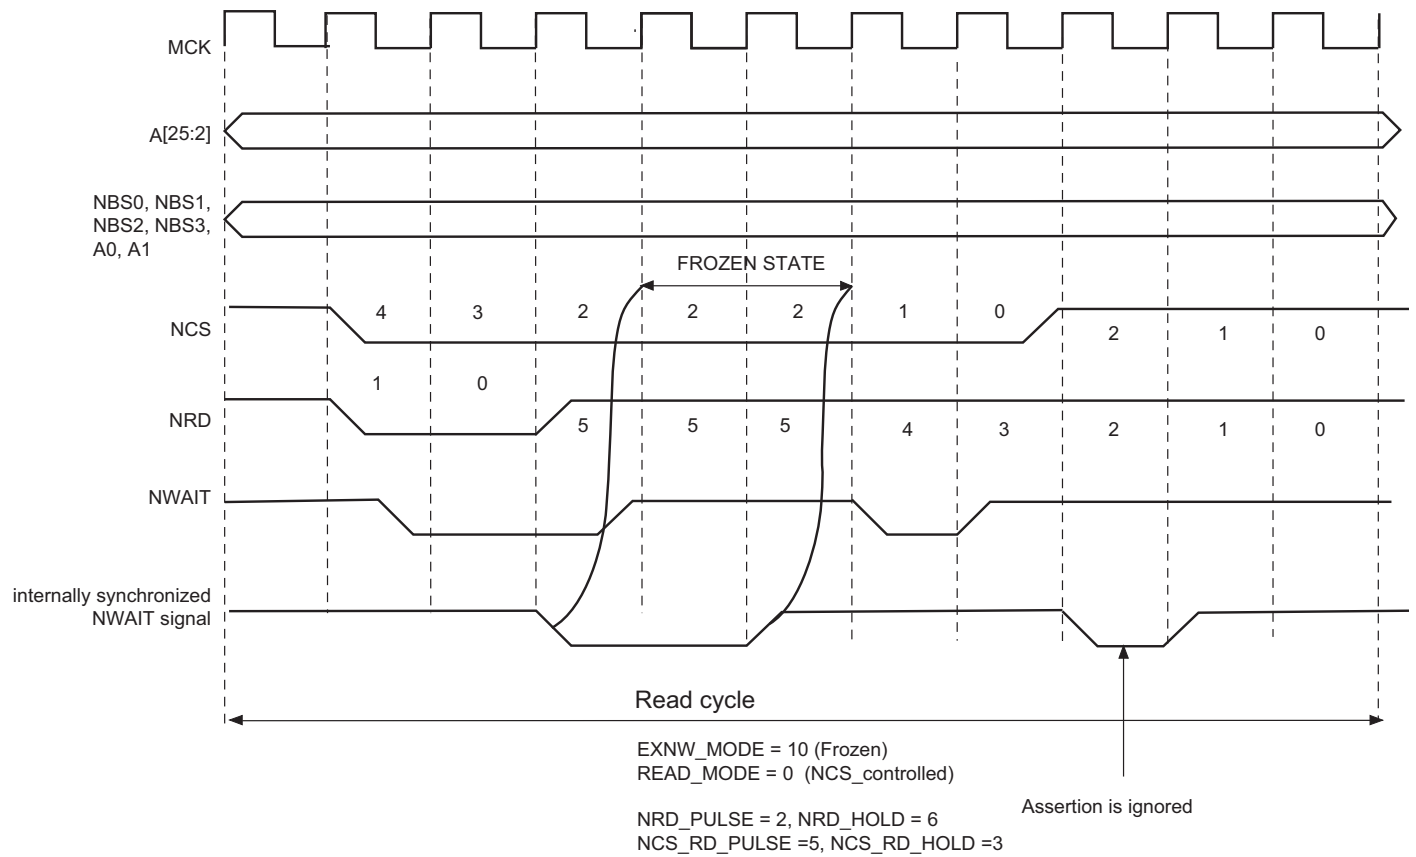 MCK
A[25:2]
NBS0, NBS1,
NBS2, NBS3,
A0, A1
FROZEN STATE
4 3 2 2 2 1 0
NCS
2 1 0
1 0
NRD
5 5 5 4 3 2 1 0
NWAIT
internally synchronized
NWAIT signal
Read cycle
EXNW_MODE = 10 (Frozen)
READ_MODE = 0 (NCS_controlled)
Assertion is ignored
NRD_PULSE = 2, NRD_HOLD = 6
NCS_RD_PULSE =5, NCS_RD_HOLD =3